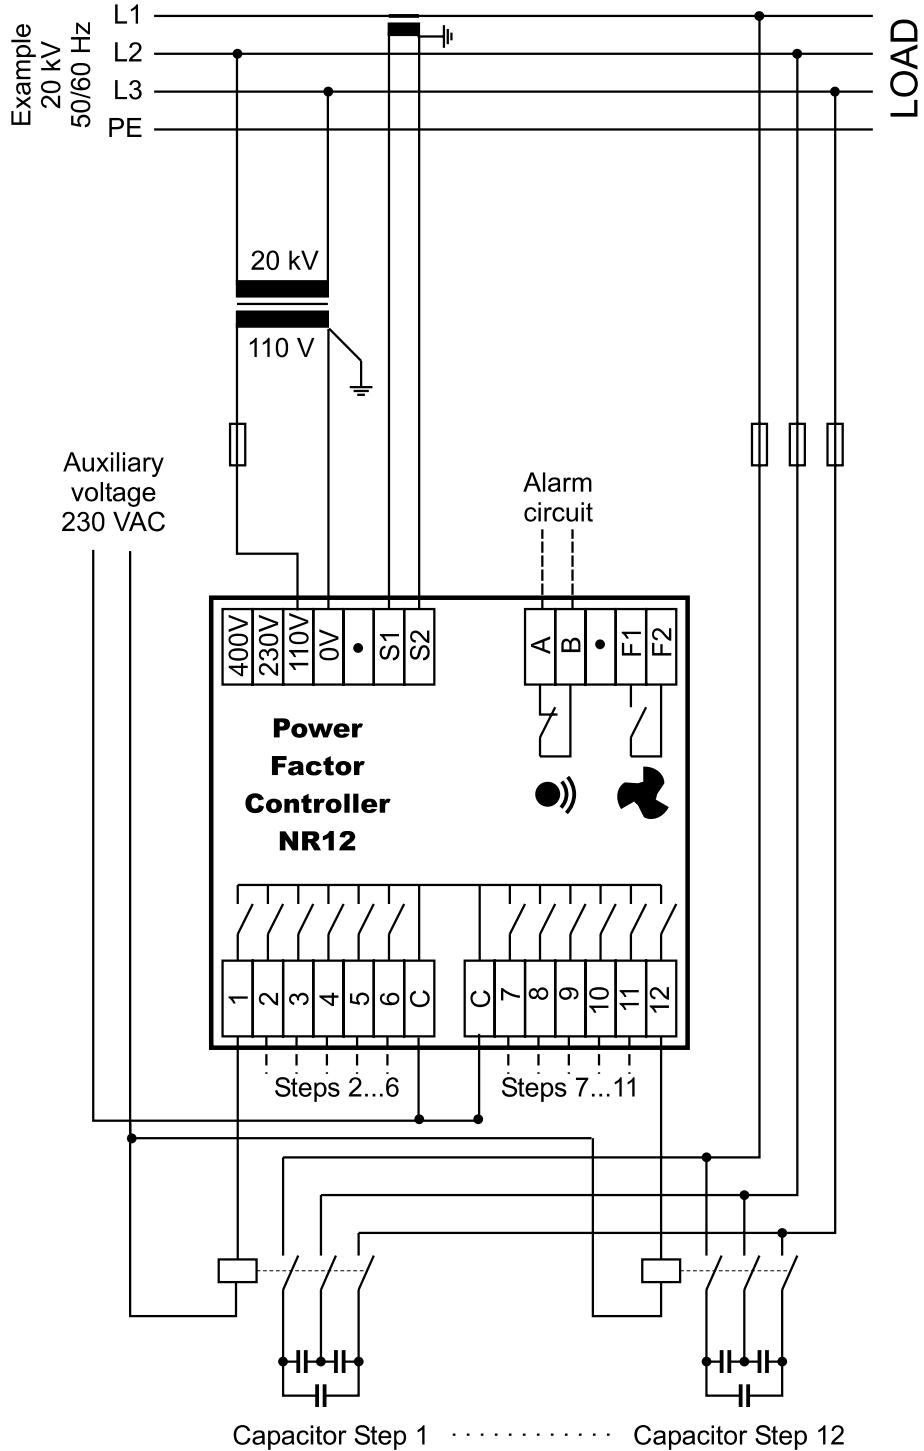 Example
20 kV
50/60 Hz
L1
L2
L3
PE
LOAD
20 kV
110 V
Auxiliary
voltage
230 VAC
Alarm
circuit
400V
230V
110V
0V
S1
S2
A
B
F1
F2
Power
Factor
Controller
NR12
1
2
3
4
5
6
C
C
7
8
9
10
11
12
Steps 2...6
Steps 7...11
Capacitor Step 1 .............. Capacitor Step 12